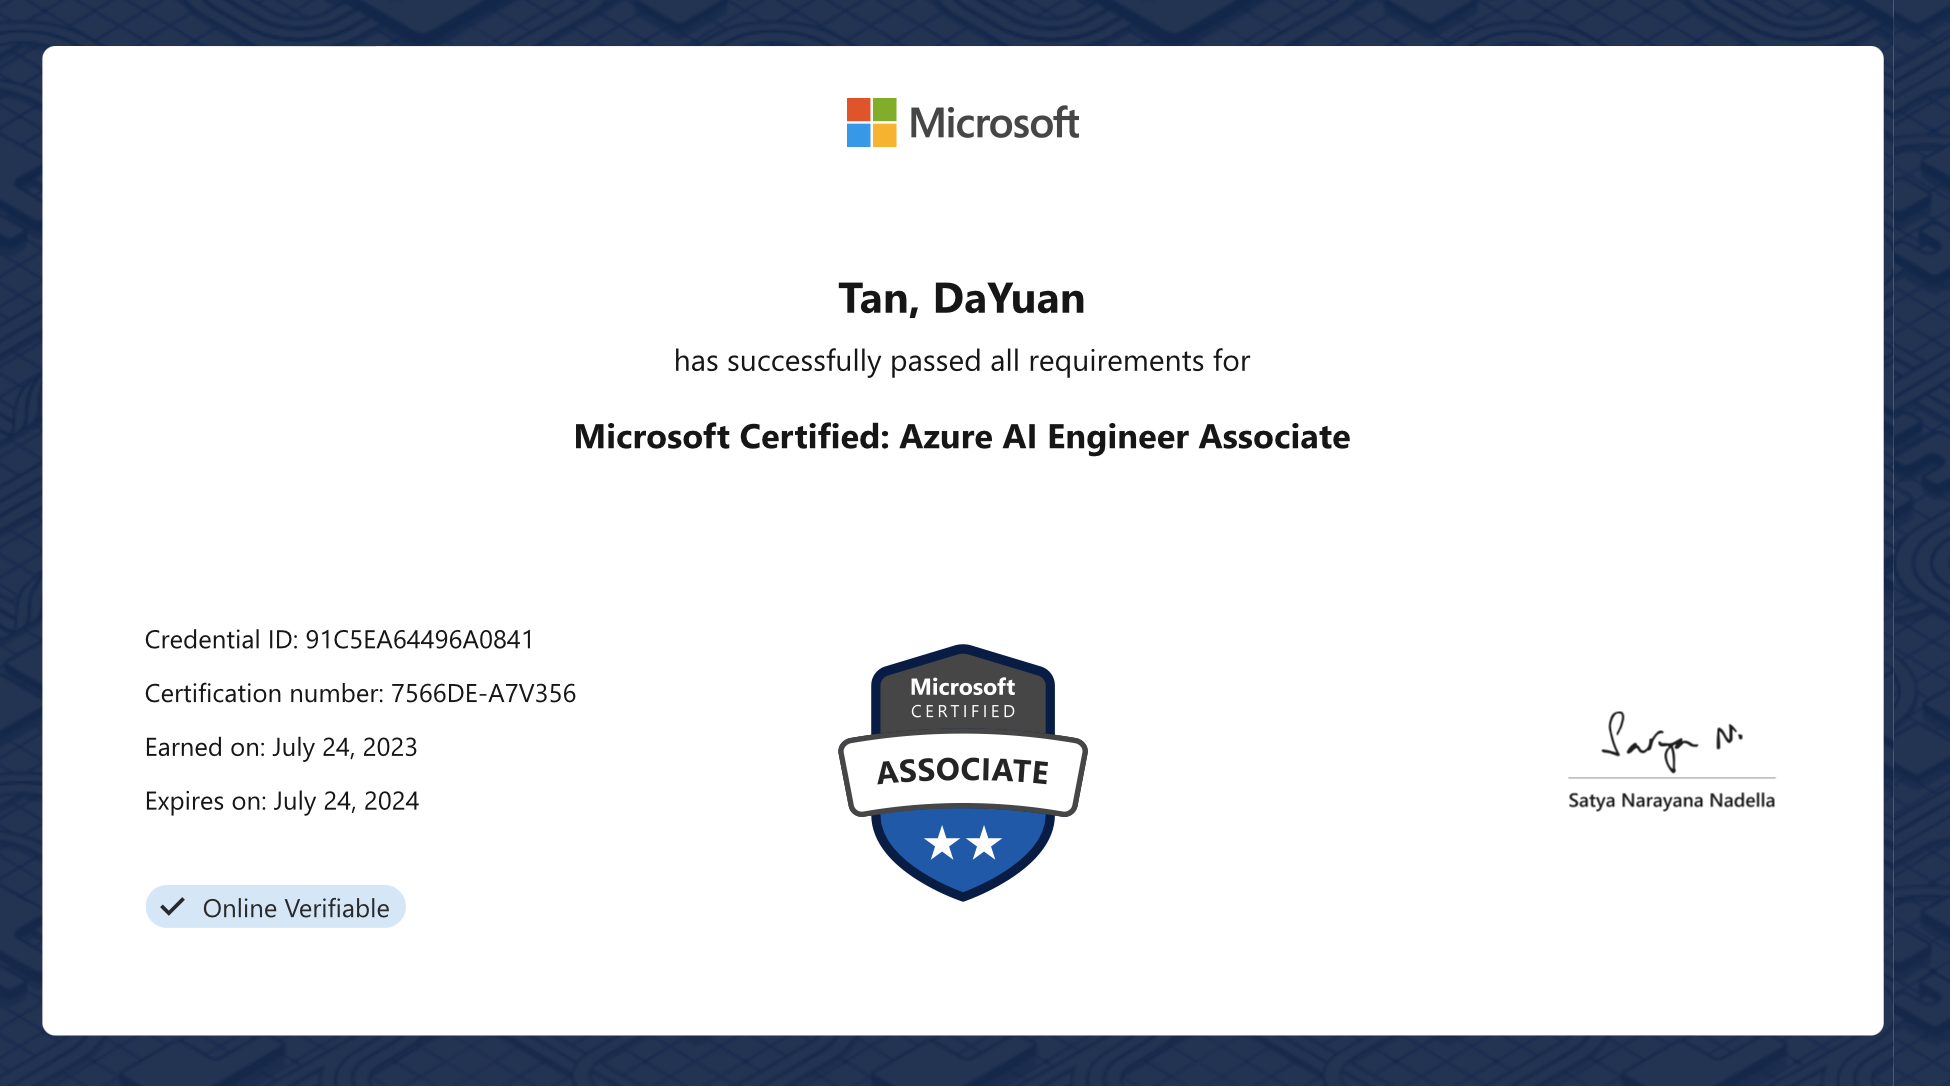 Microsoft
Tan, DaYuan
has successfully passed all requirements for
Microsoft Certified: Azure AI Engineer Associate
Credential ID: 91C5EA64496A0841
Certification number: 7566DE-A7V356
Earned on: July 24, 2023
Expires on: July 24, 2024
Online Verifiable
Microsoft
CERTIFIED
ASSOCIATE
Satya N.
Satya Narayana Nadella